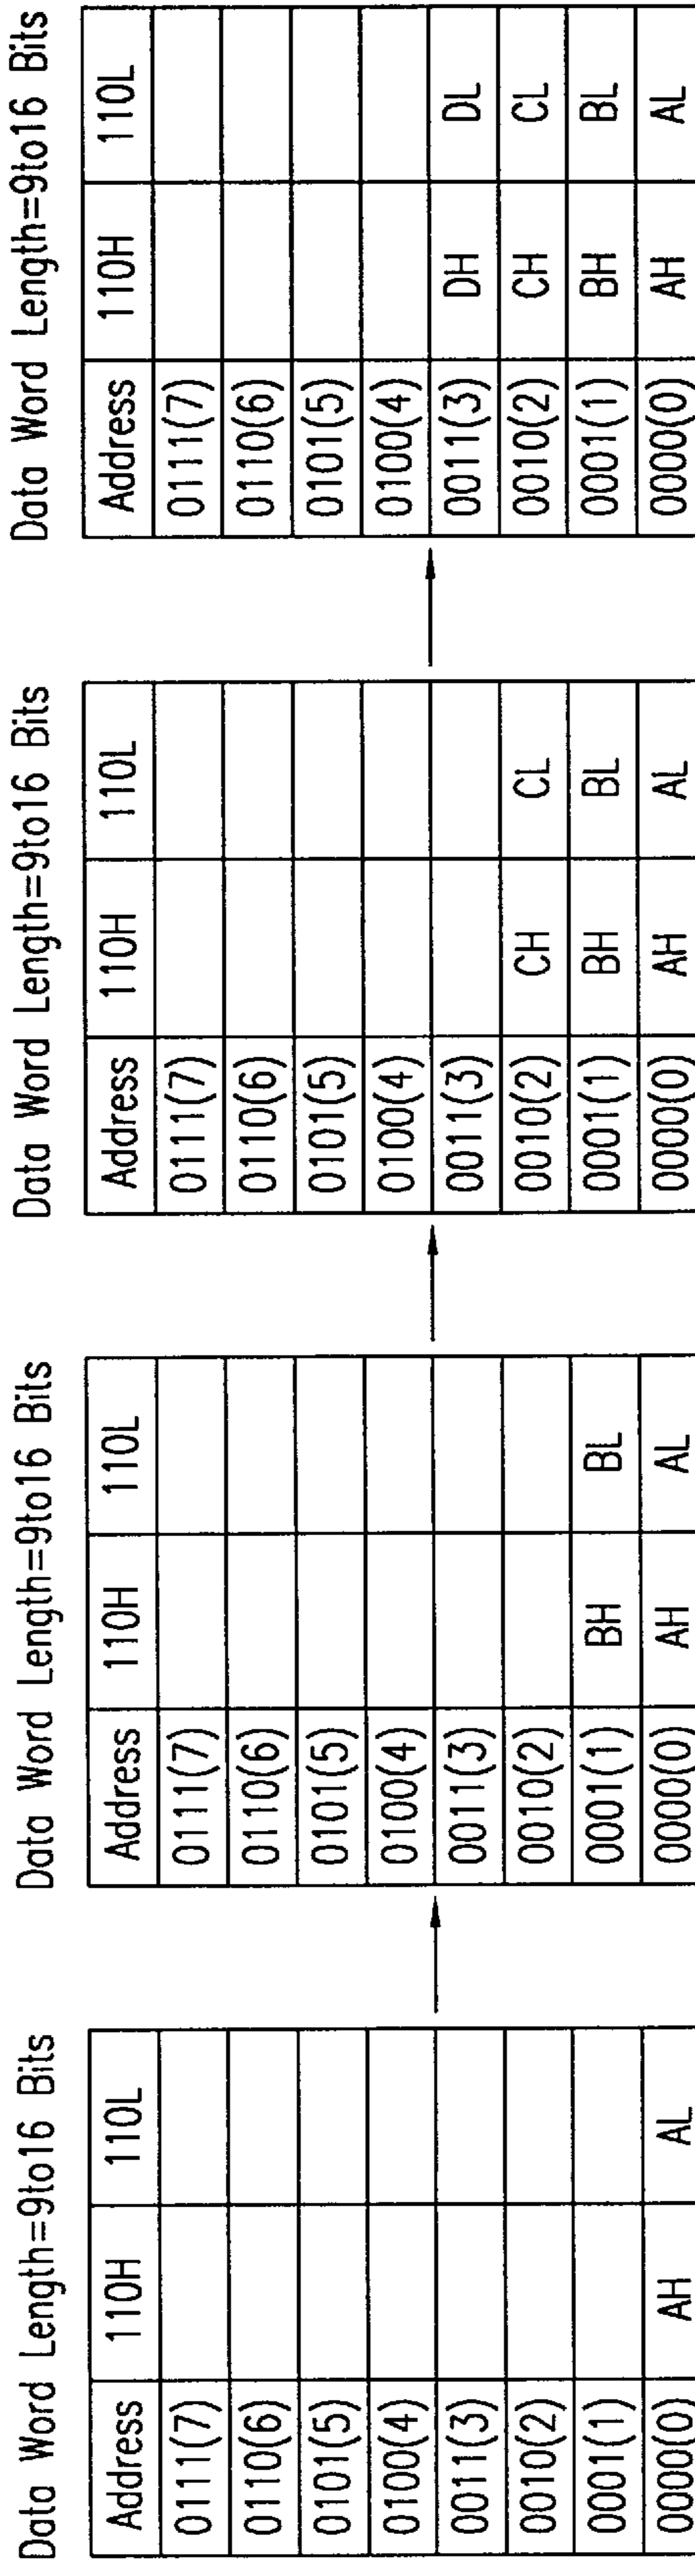 Data Word Length=9to16 Bits
Address 110H 110L
0111(7)
0110(6)
0101(5)
0100(4)
0011(3)
0010(2)
0001(1)
0000(0) AH AL
Data Word Length=9to16 Bits
Address 110H 110L
0111(7)
0110(6)
0101(5)
0100(4)
0011(3)
0010(2)
0001(1) BH BL
0000(0) AH AL
Data Word Length=9to16 Bits
Address 110H 110L
0111(7)
0110(6)
0101(5)
0100(4)
0011(3)
0010(2) CH CL
0001(1) BH BL
0000(0) AH AL
Data Word Length=9to16 Bits
Address 110H 110L
0111(7)
0110(6)
0101(5)
0100(4)
0011(3) DH DL
0010(2) CH CL
0001(1) BH BL
0000(0) AH AL